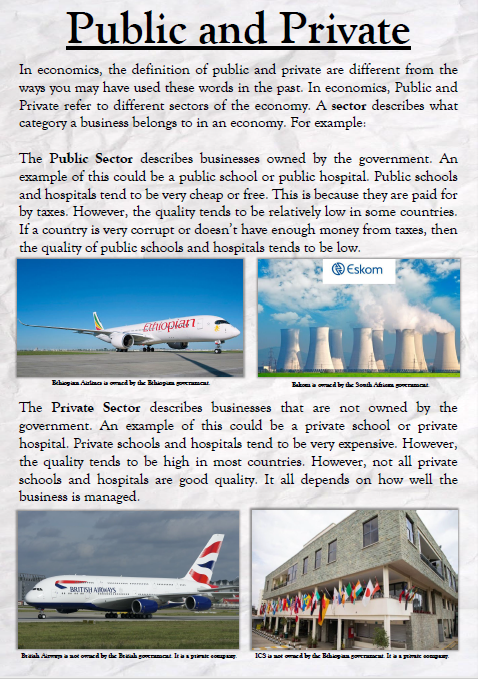 Public and Private
In economics, the definition of public and private are different from the
ways you may have used these words in the past. In economics, Public and
Private refer to different sectors of the economy. A sector describes what
category a business belongs to in an economy. For example:
The Public Sector describes businesses owned by the government. An
example of this could be a public school or public hospital. Public schools
and hospitals tend to be very cheap or free. This is because they are paid for
by taxes. However, the quality tends to be relatively low in some countries.
If a country is very corrupt or doesn't have enough money from taxes, then
the quality of public schools and hospitals tends to be low.
Ethiopian
Eskom
Ethiopian Airlines is owned by the Ethiopian government.
Eskom is owned by the South African government.
The Private Sector describes businesses that are not owned by the
government. An example of this could be a private school or private
hospital. Private schools and hospitals tend to be very expensive. However,
the quality tends to be high in most countries. However, not all private
schools and hospitals are good quality. It all depends on how well the
business is managed.
BRITISH AIRWAYS
British Airways is not owned by the British government. It is a private company.
ICS is not owned by the Ethiopian government. It is a private company.